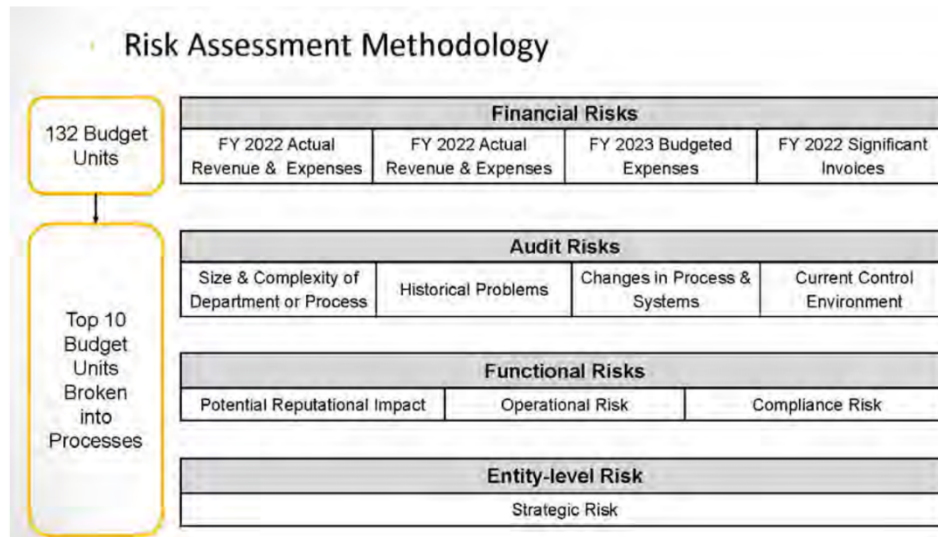 Risk Assessment Methodology
132 Budget
Units
Financial Risks
FY 2022 Actual
Revenue & Expenses
FY 2022 Actual
Revenue & Expenses
FY 2023 Budgeted
Expenses
FY 2022 Significant
Invoices
Top 10
Budget
Units
Broken
into
Processes
Audit Risks
Size & Complexity of
Department or Process
Historical Problems
Changes in Process &
Systems
Current Control
Environment
Functional Risks
Potential Reputational Impact
Operational Risk
Compliance Risk
Entity-level Risk
Strategic Risk